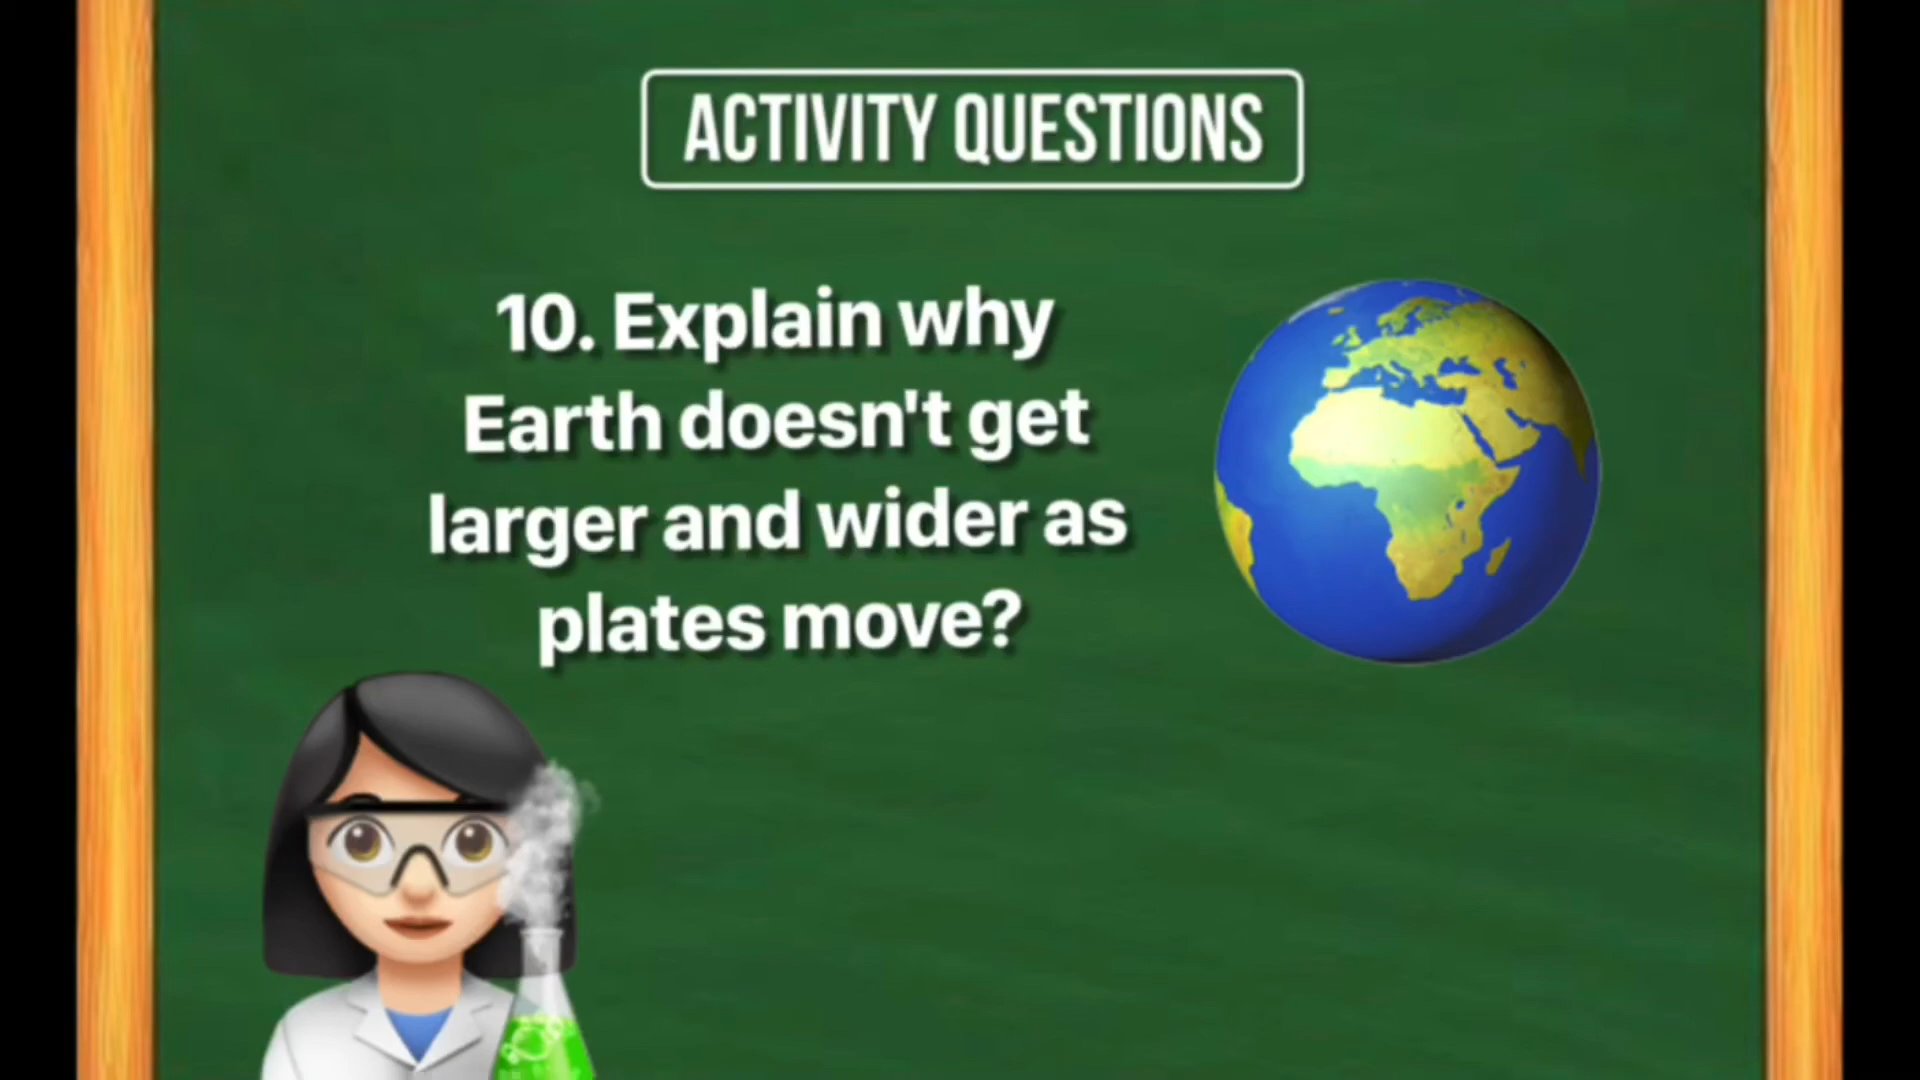 ACTIVITY QUESTIONS
10. Explain why
Earth doesn't get
larger and wider as
plates move?